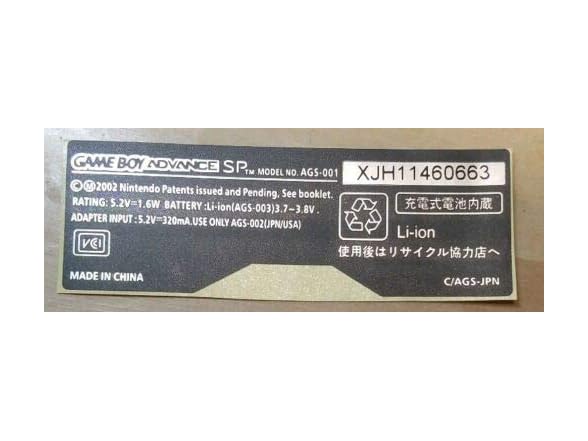 GAME BOY ADVANCE SP™ MODEL NO. AGS-001
©Ⓜ2002 Nintendo Patents issued and Pending, See booklet.
RATING: 5.2V⎓1.6W BATTERY:Li-ion(AGS-003)3.7–3.8V.
ADAPTER INPUT:5.2V⎓320mA.USE ONLY AGS-002(JPN/USA)
VCI
MADE IN CHINA
XJH11460663
充電式電池内蔵
Li-ion
使用後はリサイクル協力店へ
C/AGS-JPN